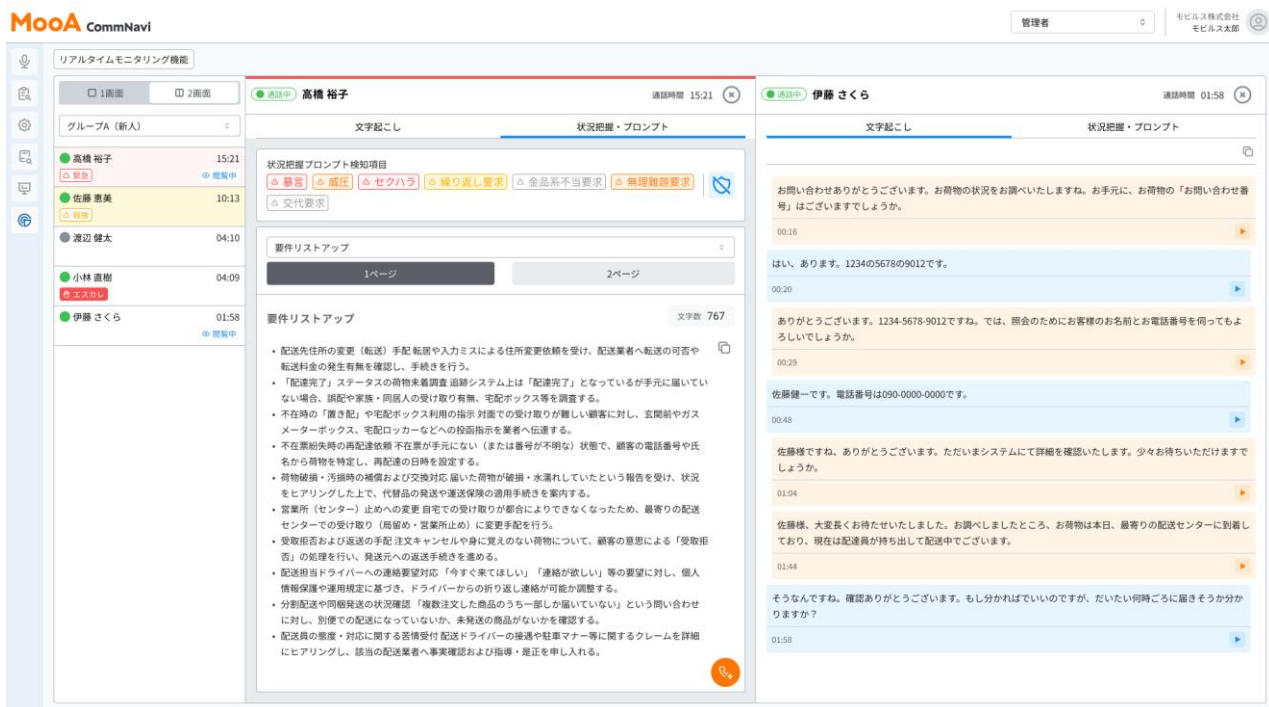 MooA CommNavi
管理者
モビルス株式会社
モビルス太郎
リアルタイムモニタリング機能
1画面
2画面
グループA（新人）
高橋 裕子
15:21
緊急
閲覧中
佐藤 恵美
10:13
渡辺 健太
04:10
小林 直樹
04:09
エスカレ
伊藤 さくら
01:58
閲覧中
通話中
高橋 裕子
通話時間 15:21
文字起こし
状況把握・プロンプト
状況把握プロンプト検知項目
暴言
威圧
セクハラ
繰り返し要求
金品系不当要求
無理難題要求
交代要求
要件リストアップ
1ページ
2ページ
要件リストアップ
文字数 767
• 配送先住所の変更（転送）手配 転居や入力ミスによる住所変更依頼を受け、配送業者へ転送の可否や
転送料金の発生有無を確認し、手続きを行う。
• 「配達完了」ステータスの荷物未着調査 追跡システム上は「配達完了」となっているが手元に届いてい
ない場合、誤配や家族・同居人の受け取り有無、宅配ボックス等を調査する。
• 不在時の「置き配」や宅配ボックス利用の指示 対面での受け取りが難しい顧客に対し、玄関前やガス
メーターボックス、宅配ロッカーなどへの投函指示を業者へ伝達する。
• 不在票紛失時の再配達依頼 不在票が手元にない（または番号が不明な）状態で、顧客の電話番号や氏
名から荷物を特定し、再配達の日時を設定する。
• 荷物破損・汚損時の補償および交換対応 届いた荷物が破損・水濡れしていたという報告を受け、状況
をヒアリングした上で、代替品の発送や運送保険の適用手続きを案内する。
• 営業所（センター）止めへの変更 自宅での受け取りが都合によりできなくなったため、最寄りの配送
センターでの受け取り（局留め・営業所止め）に変更手配を行う。
• 受取拒否および返送の手配 注文キャンセルや身に覚えのない荷物について、顧客の意思による「受取拒
否」の処理を行い、発送元への返送手続きを進める。
• 配送担当ドライバーへの連絡要望対応 「今すぐ来てほしい」「連絡が欲しい」等の要望に対し、個人
情報保護や運用規定に基づき、ドライバーからの折り返し連絡が可能か調整する。
• 分割配送や同梱発送の状況確認 「複数注文した商品のうち一部しか届いていない」という問い合わせ
に対し、別便での配送になっていないか、未発送の商品がないかを確認する。
• 配送員の態度・対応に関する苦情受付 配送ドライバーの接遇や駐車マナー等に関するクレームを詳細
にヒアリングし、該当の配送業者へ事実確認および指導・是正を申し入れる。
通話中
伊藤 さくら
通話時間 01:58
文字起こし
状況把握・プロンプト
お問い合わせありがとうございます。お荷物の状況をお調べいたしますね。お手元に、お荷物の「お問い合わせ番
号」はございますでしょうか。
00:16
はい、あります。1234の5678の9012です。
00:20
ありがとうございます。1234-5678-9012ですね。では、照会のためにお客様のお名前とお電話番号を伺ってもよ
ろしいでしょうか。
00:29
佐藤健一です。電話番号は090-0000-0000です。
00:48
佐藤様ですね、ありがとうございます。ただいまシステムにて詳細を確認いたします。少々お待ちいただけますで
しょうか。
01:04
佐藤様、大変長くお待たせいたしました。お調べしましたところ、お荷物は本日、最寄りの配送センターに到着し
ており、現在は配達員が持ち出して配送中でございます。
01:44
そうなんですね。確認ありがとうございます。もし分かればでいいのですが、だいたい何時ごろに届きそうか分か
りますか？
01:58